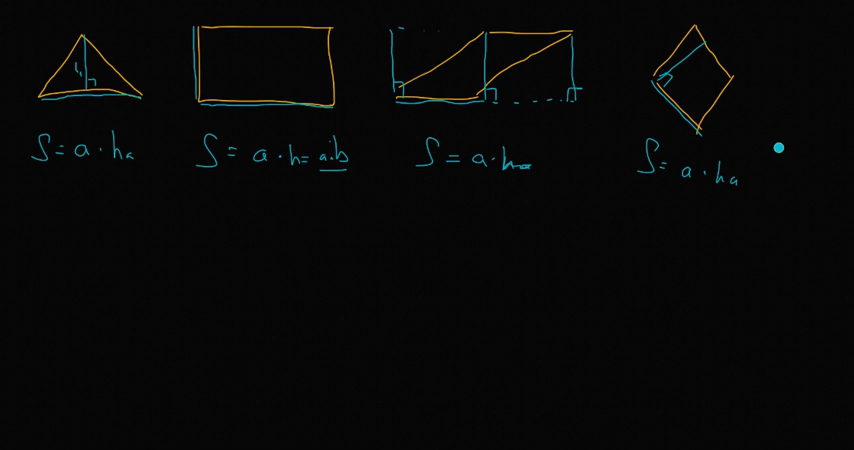 h
S = a · hₐ
S = a · h = a·b
S = a · hₐ
S = a · hₐ